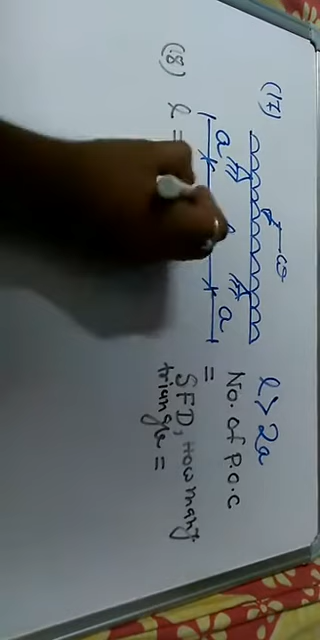 (17)
ω
a
a
l > 2a
No. of P.O.C
=
SFD, How many
triangle =
(18) l =